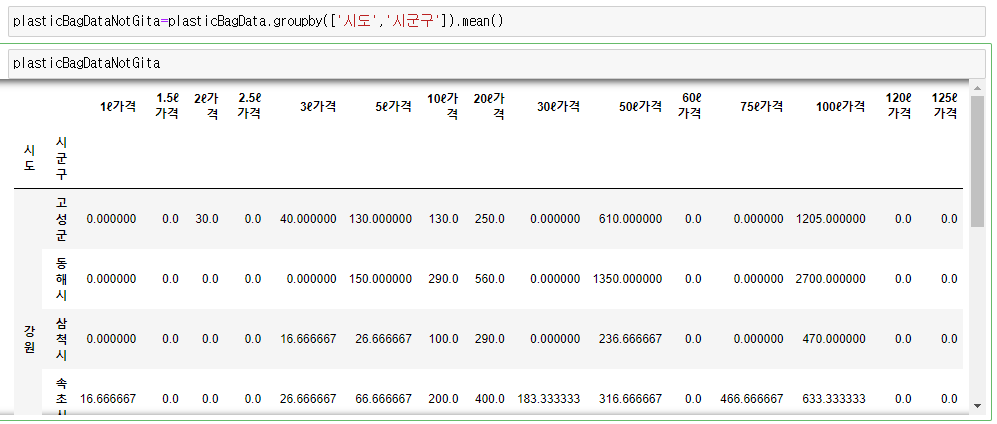 plasticBagDataNotGita=plasticBagData.groupby(['시도','시군구']).mean()
plasticBagDataNotGita
1ℓ가격 1.5ℓ가격 2ℓ가격 2.5ℓ가격 3ℓ가격 5ℓ가격 10ℓ가격 20ℓ가격 30ℓ가격 50ℓ가격 60ℓ가격 75ℓ가격 100ℓ가격 120ℓ가격 125ℓ가격
시도 시군구
강원 고성군 0.000000 0.0 30.0 0.0 40.000000 130.000000 130.0 250.0 0.000000 610.000000 0.0 0.000000 1205.000000 0.0 0.0
동해시 0.000000 0.0 0.0 0.0 0.000000 150.000000 290.0 560.0 0.000000 1350.000000 0.0 0.000000 2700.000000 0.0 0.0
삼척시 0.000000 0.0 0.0 0.0 16.666667 26.666667 100.0 290.0 0.000000 236.666667 0.0 0.000000 470.000000 0.0 0.0
속초시 16.666667 0.0 0.0 0.0 26.666667 66.666667 200.0 400.0 183.333333 316.666667 0.0 466.666667 633.333333 0.0 0.0